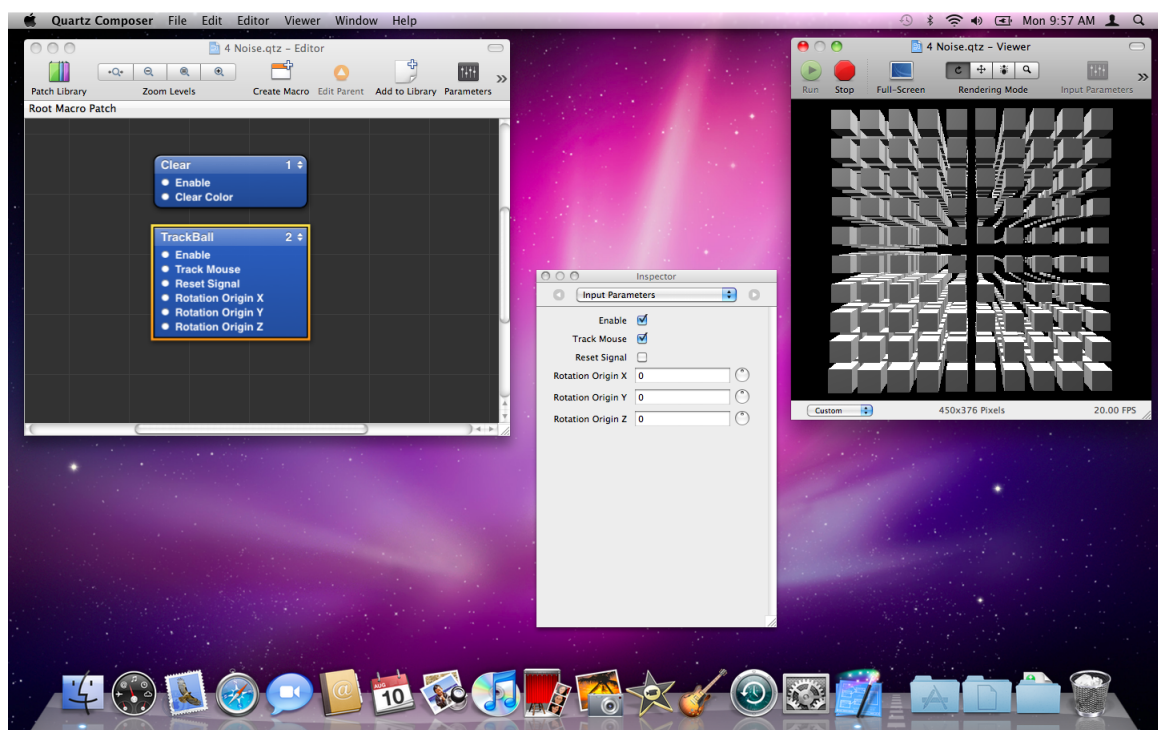 Quartz Composer File Edit Editor Viewer Window Help
Mon 9:57 AM
4 Noise.qtz – Editor
Patch Library
Zoom Levels
Create Macro
Edit Parent
Add to Library
Parameters
Root Macro Patch
Clear 1
Enable
Clear Color
TrackBall 2
Enable
Track Mouse
Reset Signal
Rotation Origin X
Rotation Origin Y
Rotation Origin Z
Inspector
Input Parameters
Enable
Track Mouse
Reset Signal
Rotation Origin X 0
Rotation Origin Y 0
Rotation Origin Z 0
4 Noise.qtz – Viewer
Run
Stop
Full-Screen
Rendering Mode
Input Parameters
Custom
450x376 Pixels
20.00 FPS
AUG
10